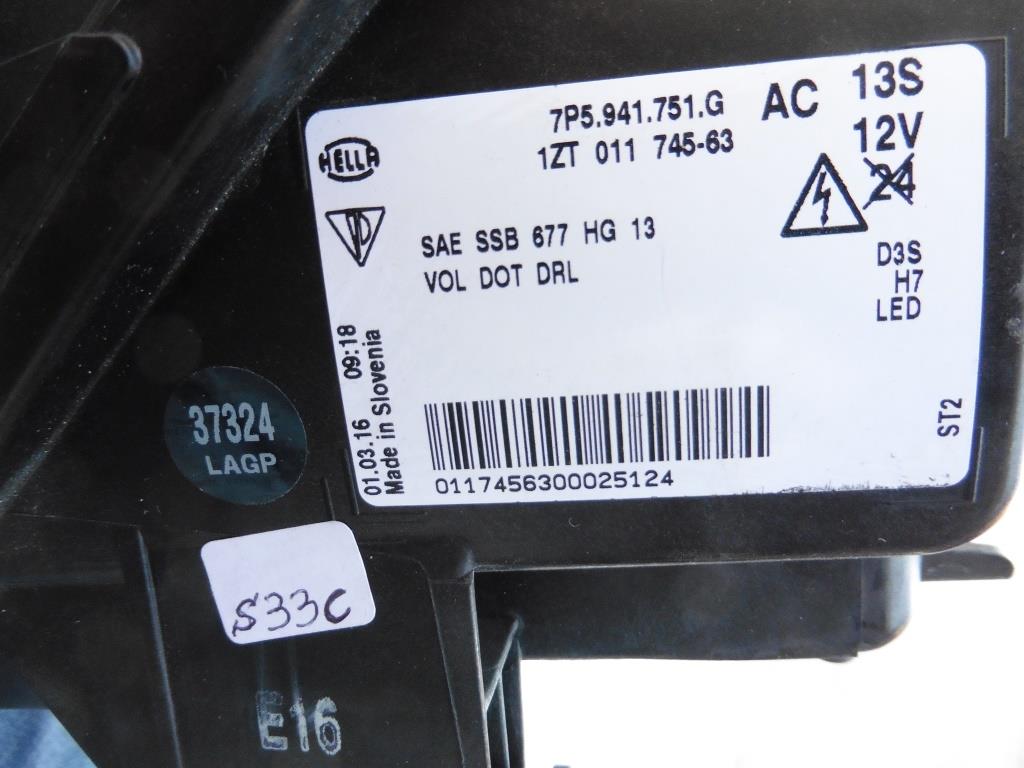 HELLA
7P5.941.751.G
1ZT 011 745-63
AC
13S
12V
24
SAE SSB 677 HG 13
VOL DOT DRL
D3S
H7
LED
01.03.16 09:18
Made in Slovenia
ST2
0117456300025124
37324
LAGP
S33C
E16